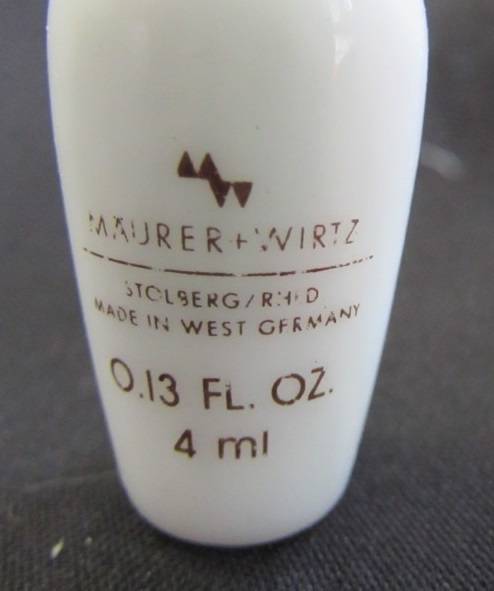 MÄURER+WIRTZ
STOLBERG/RHLD
MADE IN WEST GERMANY
0.13 FL. OZ.
4 ml